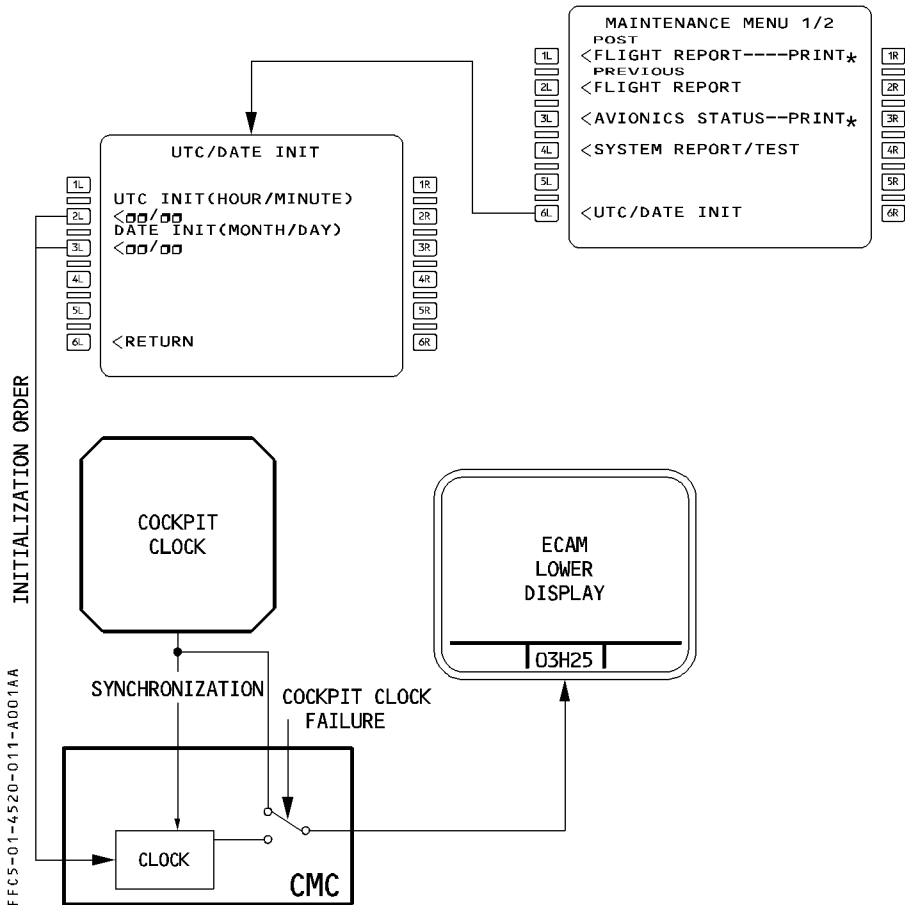 MAINTENANCE MENU 1/2
POST
<FLIGHT REPORT----PRINT*
PREVIOUS
<FLIGHT REPORT
<AVIONICS STATUS--PRINT*
<SYSTEM REPORT/TEST
<UTC/DATE INIT
1L
2L
3L
4L
5L
6L
1R
2R
3R
4R
5R
6R
UTC/DATE INIT
UTC INIT(HOUR/MINUTE)
<□□/□□
DATE INIT(MONTH/DAY)
<□□/□□
<RETURN
1L
2L
3L
4L
5L
6L
1R
2R
3R
4R
5R
6R
INITIALIZATION ORDER
COCKPIT
CLOCK
ECAM
LOWER
DISPLAY
03H25
SYNCHRONIZATION
COCKPIT CLOCK
FAILURE
CLOCK
CMC
FFC5-01-4520-011-A001AA